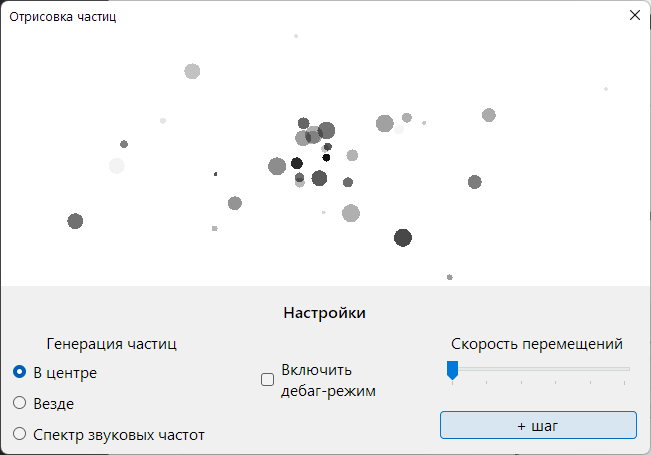 Отрисовка частиц
Настройки
Генерация частиц
В центре
Везде
Спектр звуковых частот
Включить
дебаг-режим
Скорость перемещений
+ шаг